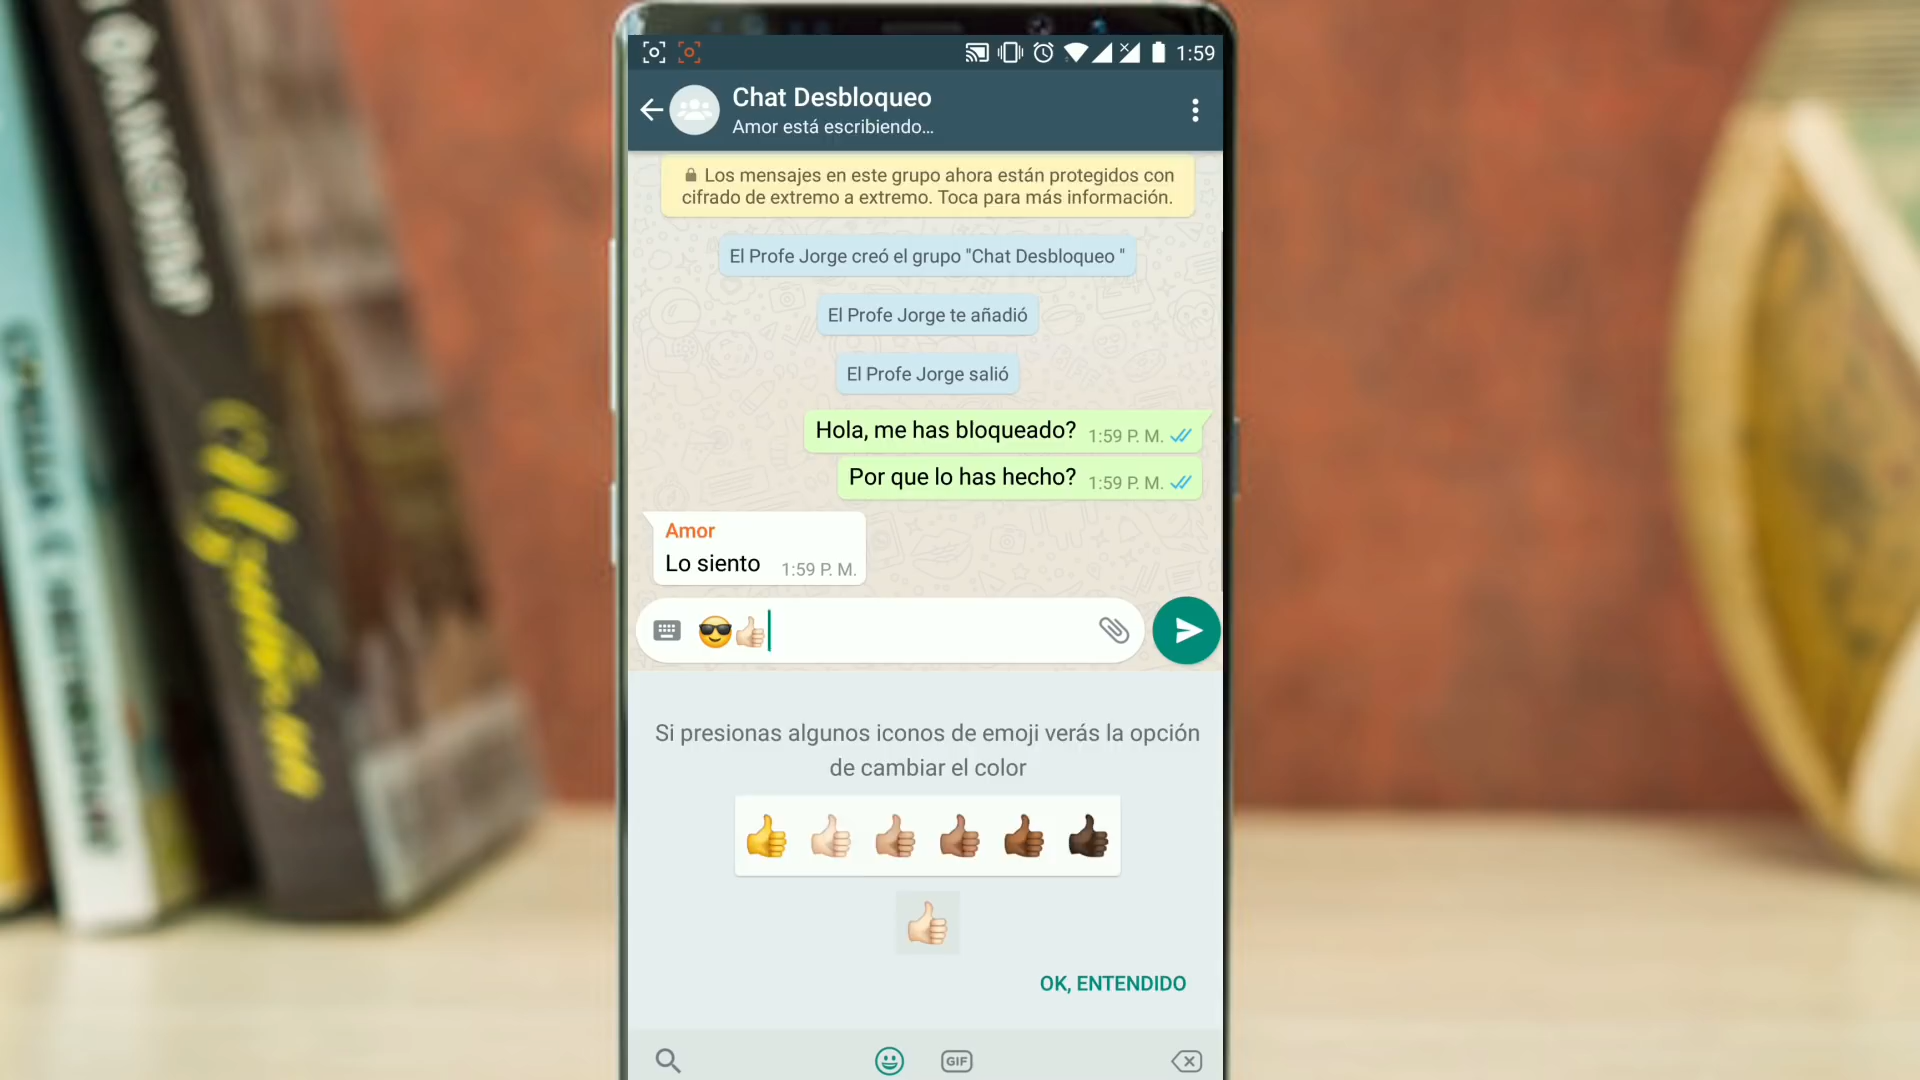 1:59
Chat Desbloqueo
Amor está escribiendo...
Los mensajes en este grupo ahora están protegidos con
cifrado de extremo a extremo. Toca para más información.
El Profe Jorge creó el grupo "Chat Desbloqueo "
El Profe Jorge te añadió
El Profe Jorge salió
Hola, me has bloqueado? 1:59 P. M.
Por que lo has hecho? 1:59 P. M.
Amor
Lo siento 1:59 P. M.
😎👍🏻
Si presionas algunos iconos de emoji verás la opción
de cambiar el color
OK, ENTENDIDO
GIF